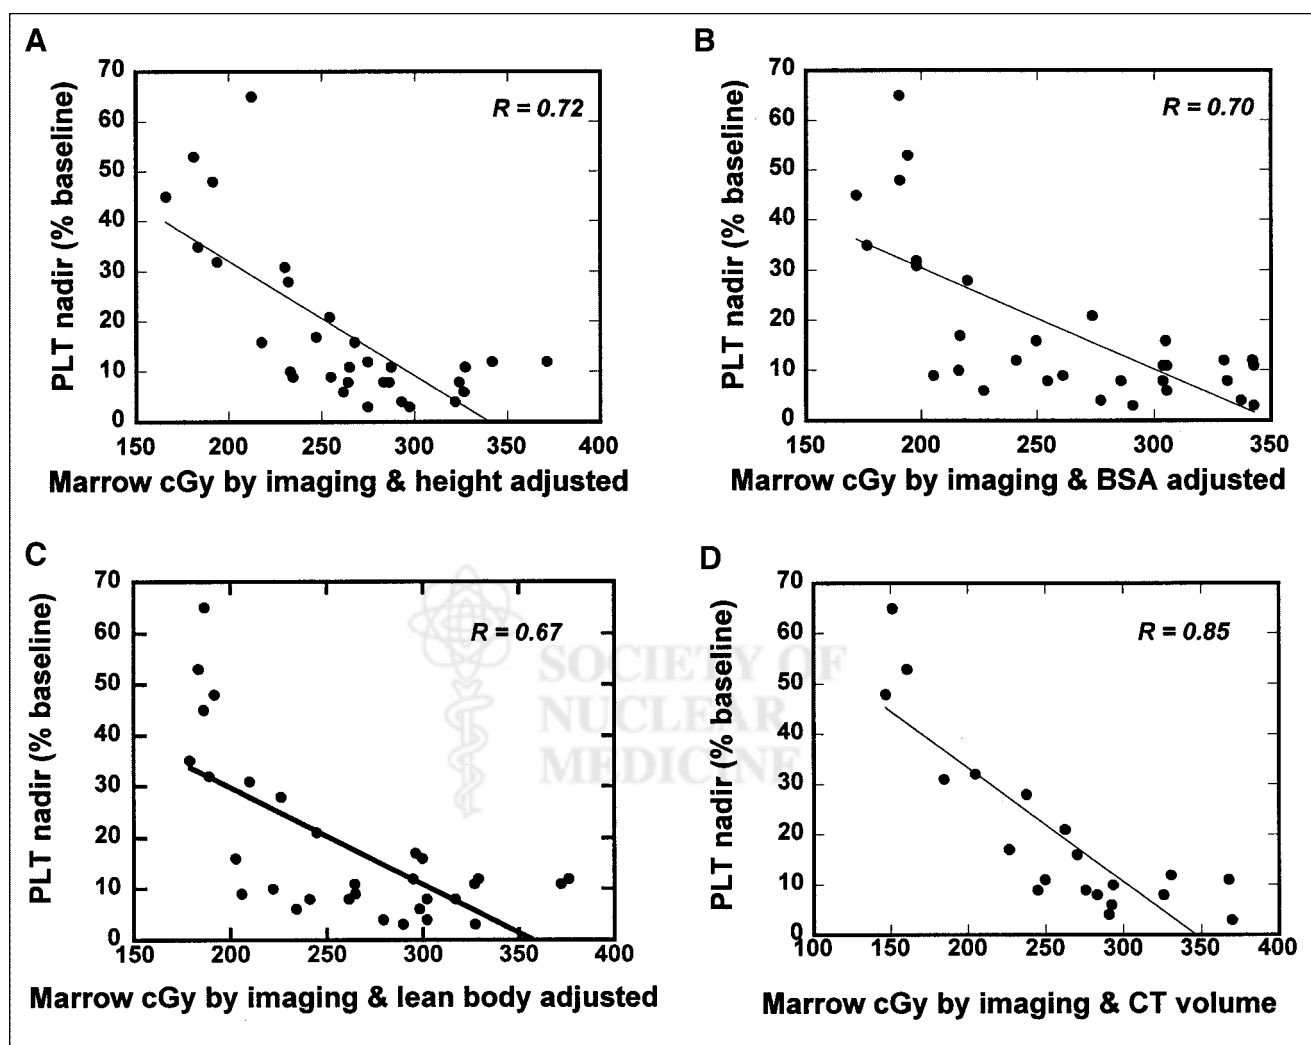 A
PLT nadir (% baseline)
70
60
50
40
30
20
10
0
R = 0.72
150 200 250 300 350 400
Marrow cGy by imaging & height adjusted
B
PLT nadir (% baseline)
70
60
50
40
30
20
10
0
R = 0.70
150 200 250 300 350
Marrow cGy by imaging & BSA adjusted
C
PLT nadir (% baseline)
70
60
50
40
30
20
10
0
R = 0.67
150 200 250 300 350 400
Marrow cGy by imaging & lean body adjusted
D
PLT nadir (% baseline)
70
60
50
40
30
20
10
0
R = 0.85
100 150 200 250 300 350 400
Marrow cGy by imaging & CT volume
SOCIETY OF
NUCLEAR
MEDICINE